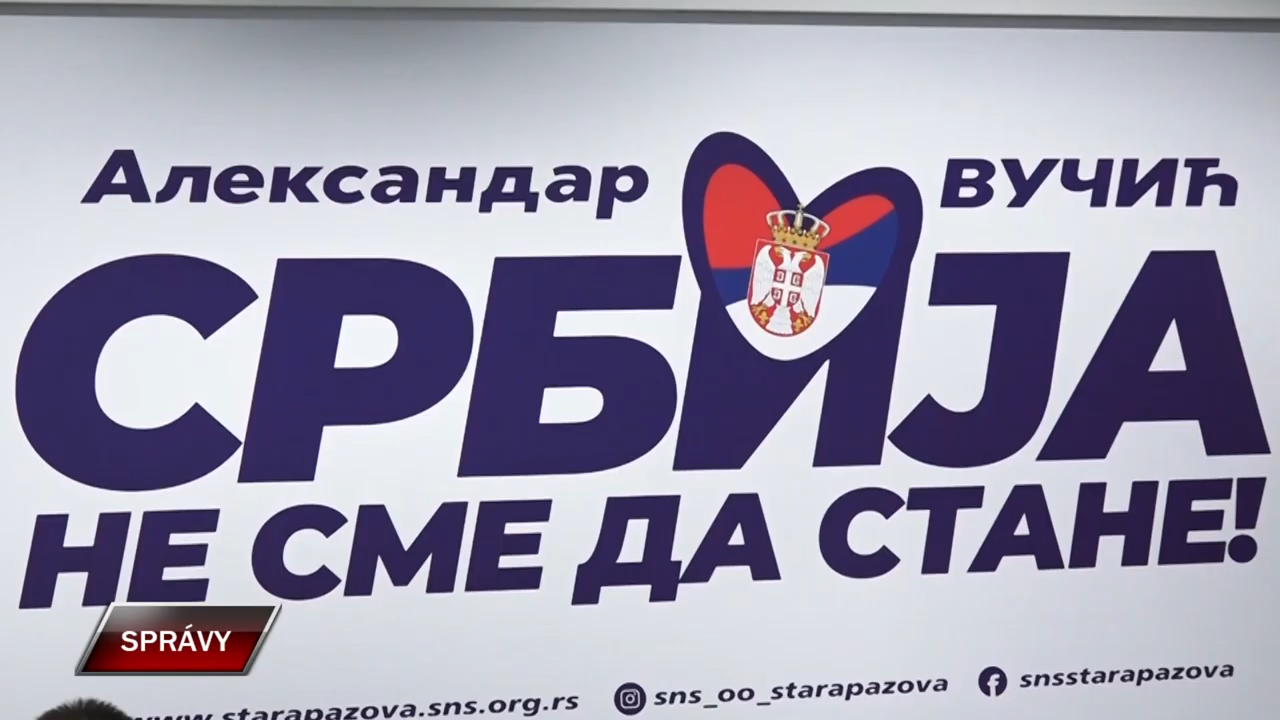 Александар ВУЧИЋ
СРБИЈА
НЕ СМЕ ДА СТАНЕ!
SPRÁVY
www.starapazova.sns.org.rs sns_oo_starapazova snsstarapazova